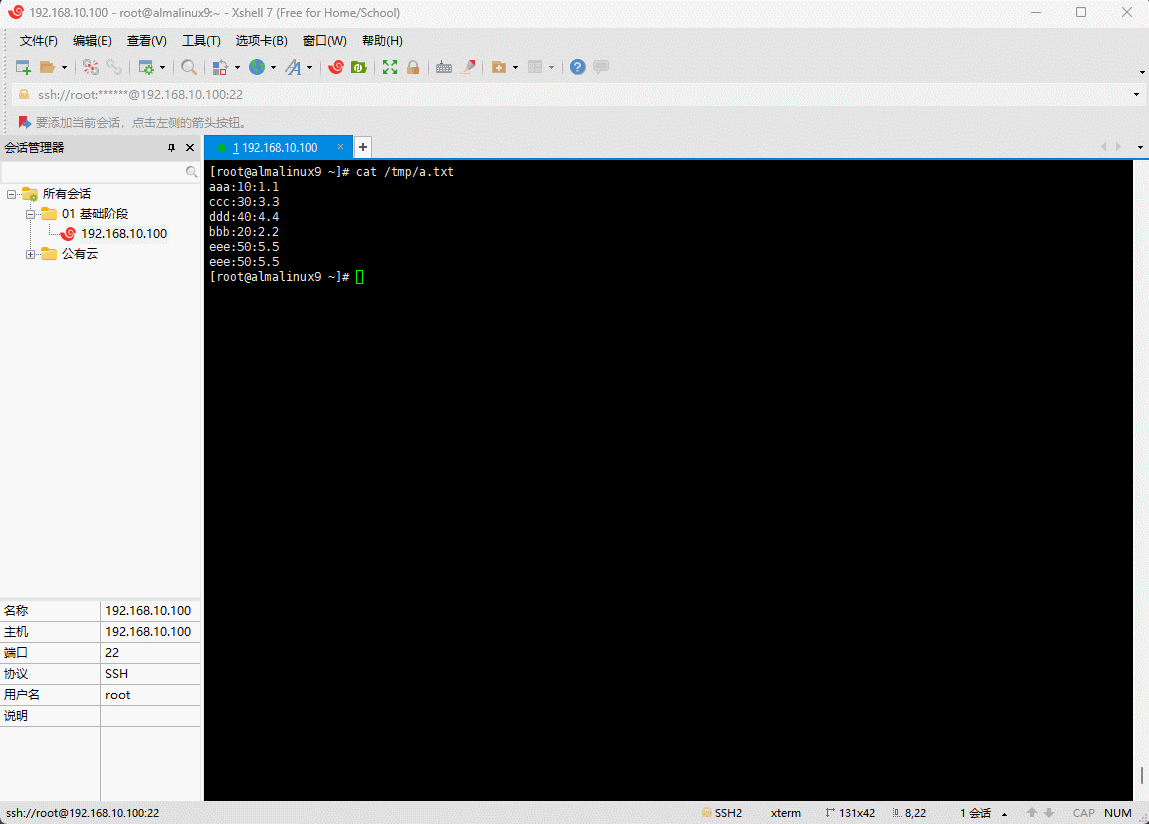 192.168.10.100 - root@almalinux9:~ - Xshell 7 (Free for Home/School)
文件(F) 编辑(E) 查看(V) 工具(T) 选项卡(B) 窗口(W) 帮助(H)
ssh://root:******@192.168.10.100:22
要添加当前会话，点击左侧的箭头按钮。
会话管理器
1 192.168.10.100
所有会话
01 基础阶段
192.168.10.100
公有云
[root@almalinux9 ~]# cat /tmp/a.txt
aaa:10:1.1
ccc:30:3.3
ddd:40:4.4
bbb:20:2.2
eee:50:5.5
eee:50:5.5
[root@almalinux9 ~]#
名称 192.168.10.100
主机 192.168.10.100
端口 22
协议 SSH
用户名 root
说明
ssh://root@192.168.10.100:22 SSH2 xterm 131x42 8,22 1 会话 CAP NUM